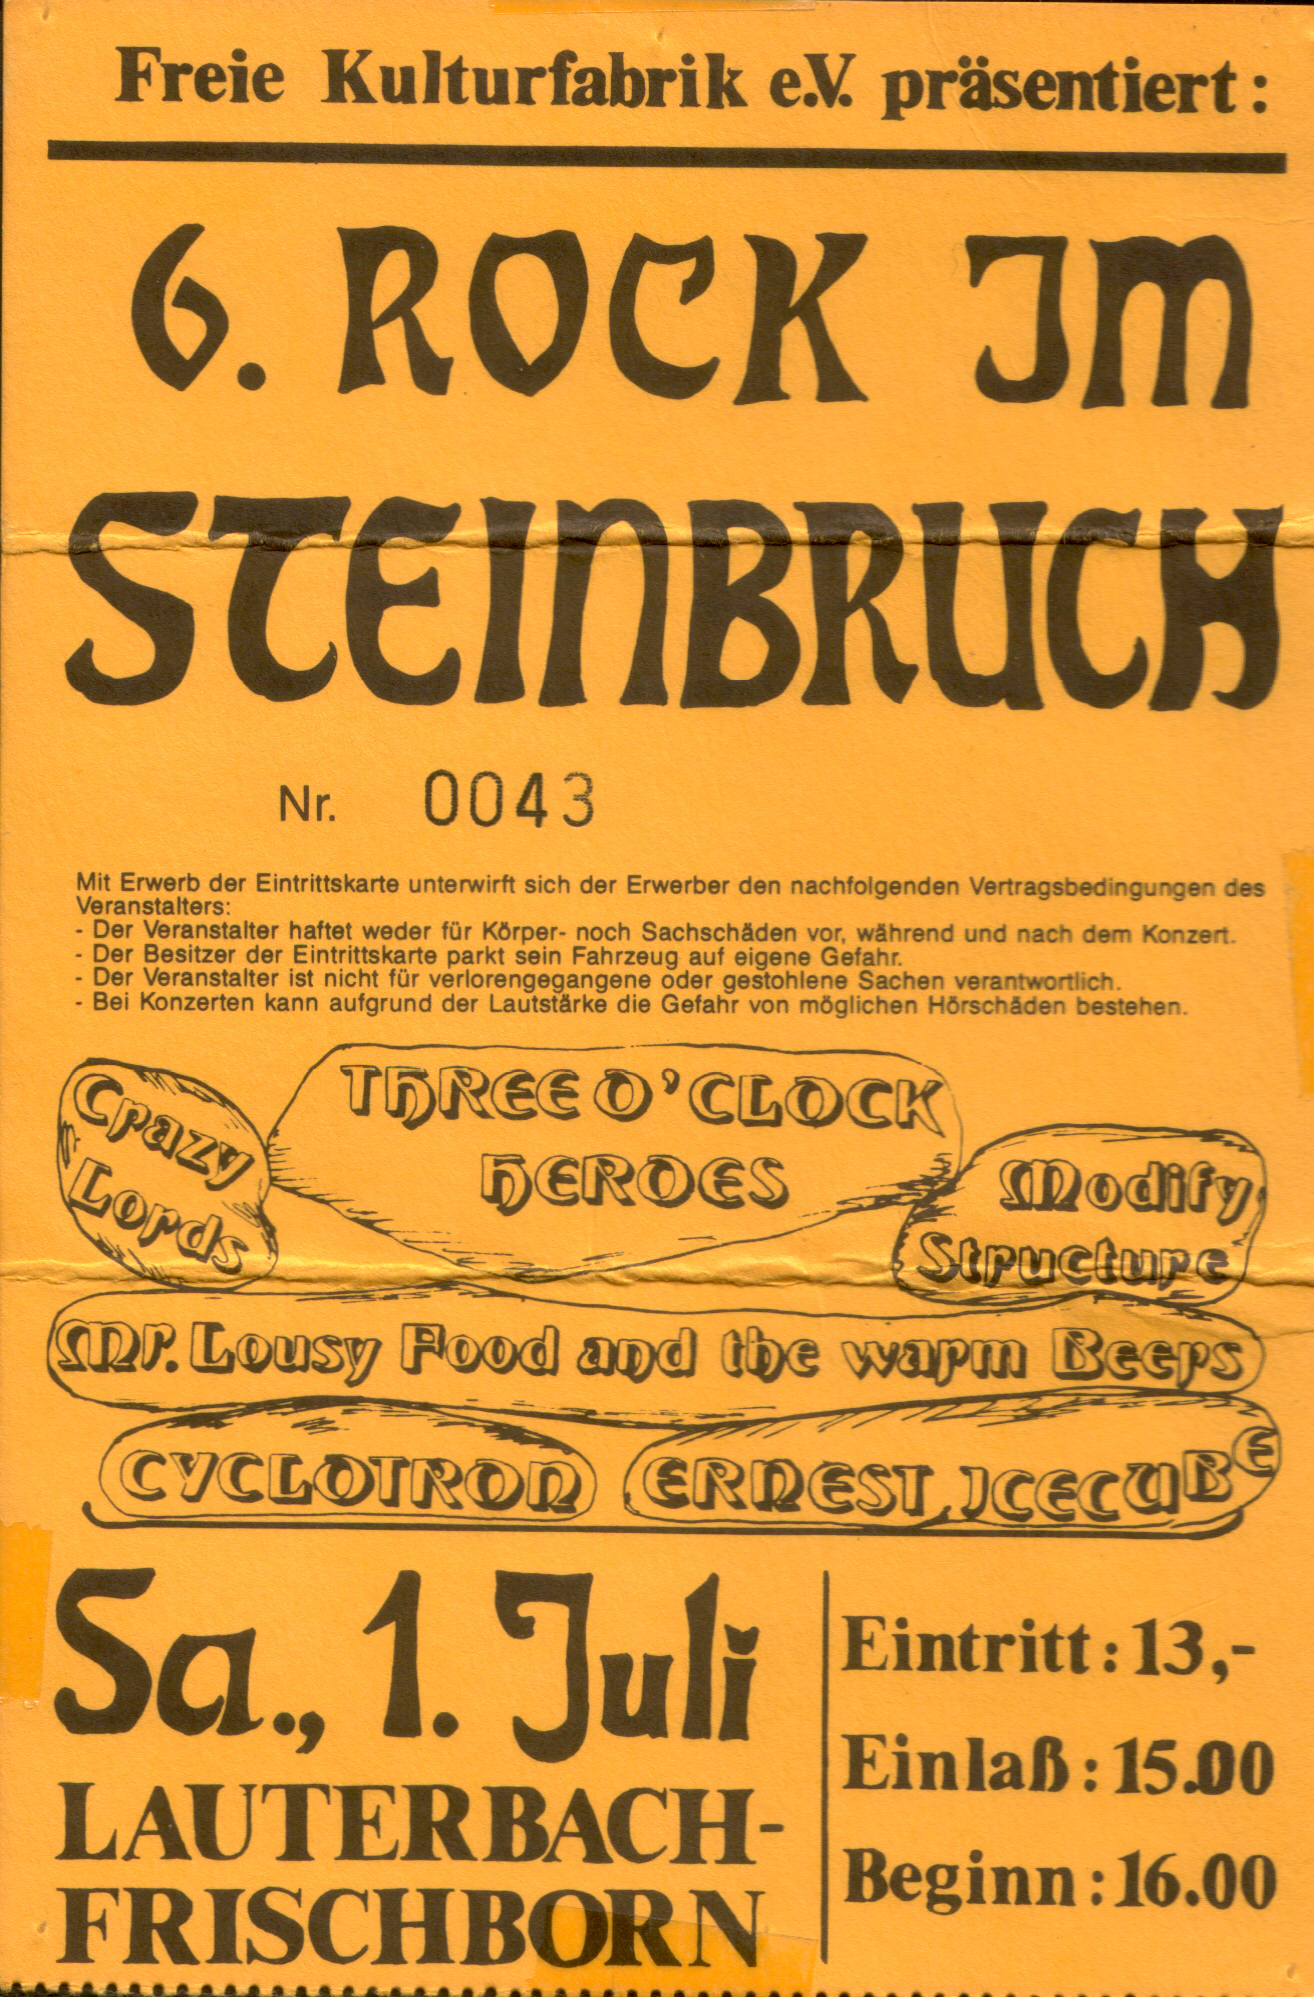 Freie Kulturfabrik e.V. präsentiert:
6. ROCK IM
STEINBRUCH
Nr. 0043
Mit Erwerb der Eintrittskarte unterwirft sich der Erwerber den nachfolgenden Vertragsbedingungen des
Veranstalters:
- Der Veranstalter haftet weder für Körper- noch Sachschäden vor, während und nach dem Konzert.
- Der Besitzer der Eintrittskarte parkt sein Fahrzeug auf eigene Gefahr.
- Der Veranstalter ist nicht für verlorengegangene oder gestohlene Sachen verantwortlich.
- Bei Konzerten kann aufgrund der Lautstärke die Gefahr von möglichen Hörschäden bestehen.
Crazy
Lords
THREE O'CLOCK
HEROES
Modify
Structure
Mr. Lousy Food and the warm Beeps
CYCLOTRON
ERNEST ICECUBE
Sa., 1. Juli
LAUTERBACH-
FRISCHBORN
Eintritt: 13,-
Einlaß: 15.00
Beginn: 16.00